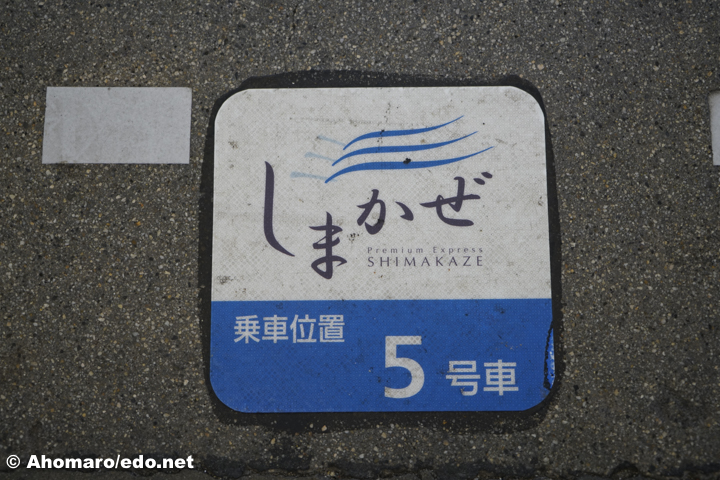 しまかぜ
Premium Express
SHIMAKAZE
乗車位置
5号車
© Ahomaro/edo.net